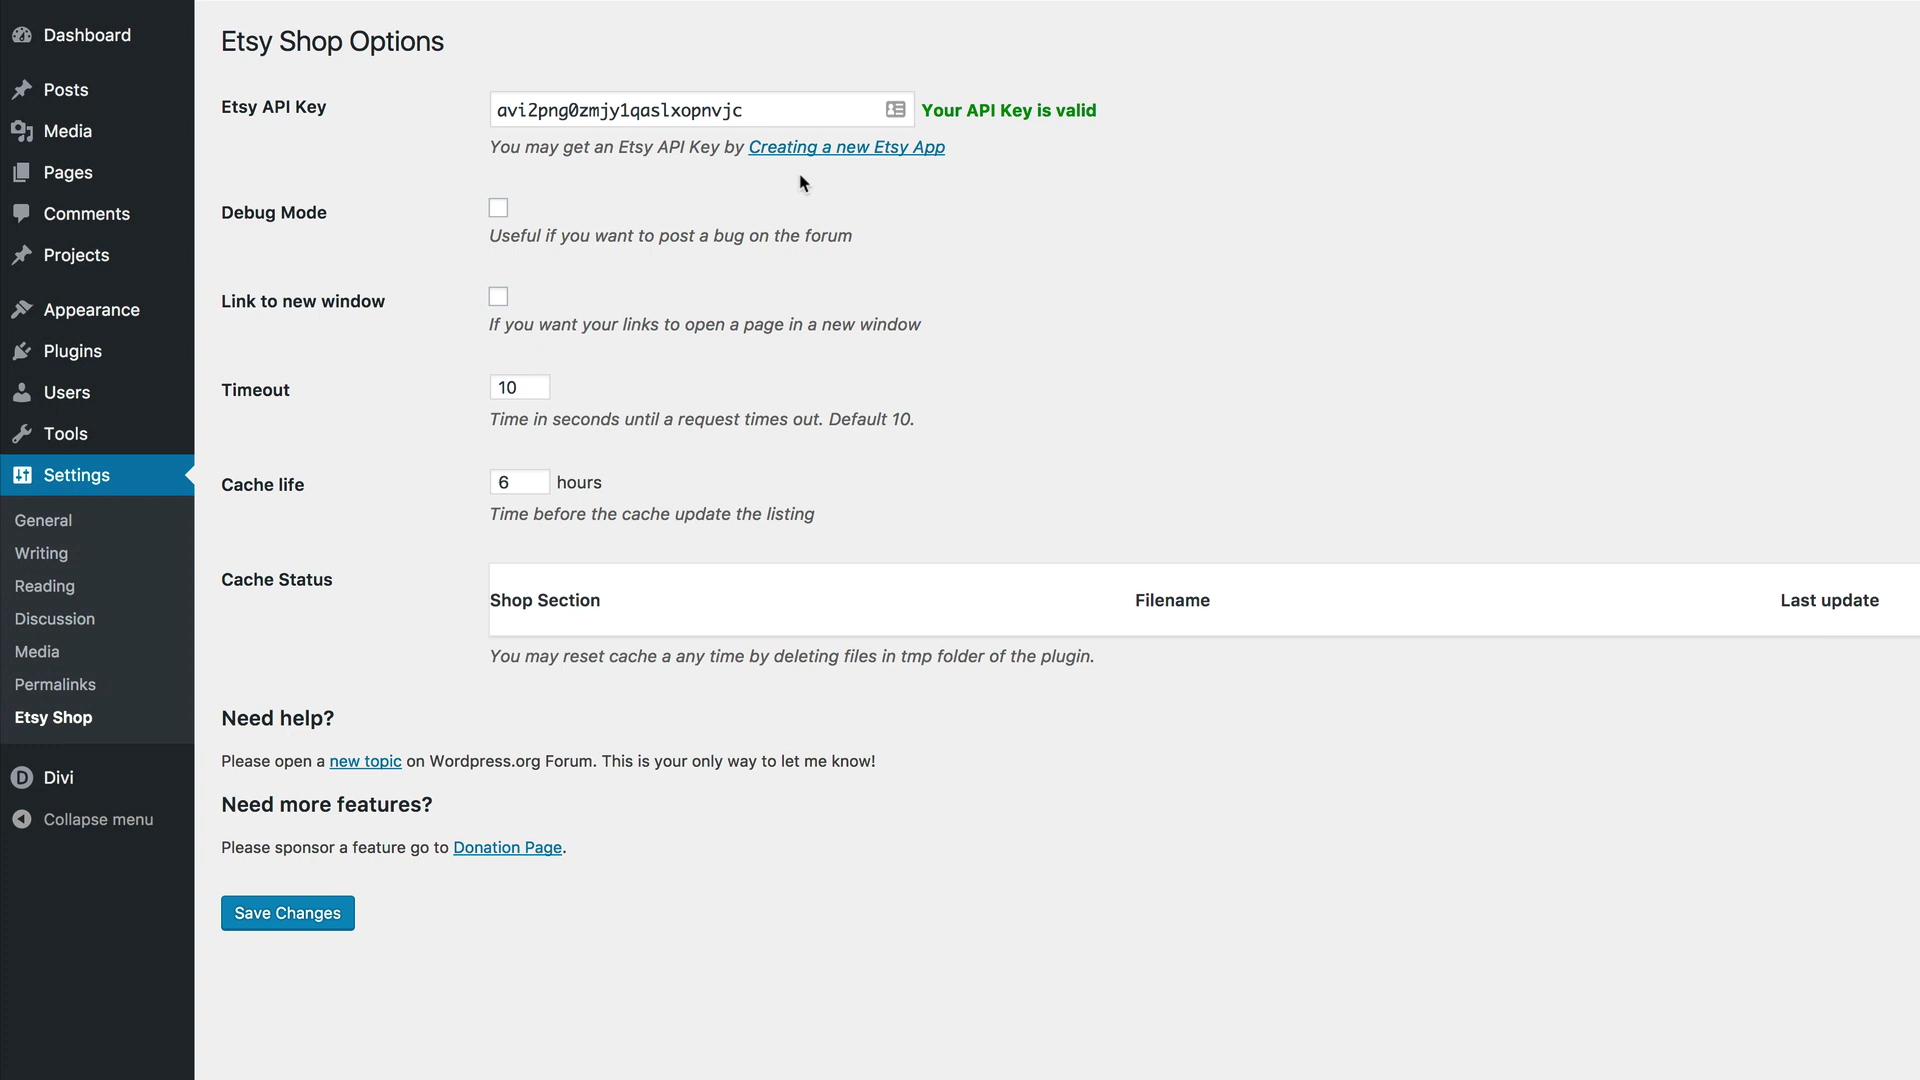 Dashboard
Posts
Media
Pages
Comments
Projects
Appearance
Plugins
Users
Tools
Settings
General
Writing
Reading
Discussion
Media
Permalinks
Etsy Shop
Divi
Collapse menu
Etsy Shop Options
Etsy API Key
avi2png0zmjy1qaslxopnvjc
Your API Key is valid
You may get an Etsy API Key by Creating a new Etsy App
Debug Mode
Useful if you want to post a bug on the forum
Link to new window
If you want your links to open a page in a new window
Timeout
10
Time in seconds until a request times out. Default 10.
Cache life
6 hours
Time before the cache update the listing
Cache Status
Shop Section Filename Last update
You may reset cache a any time by deleting files in tmp folder of the plugin.
Need help?
Please open a new topic on Wordpress.org Forum. This is your only way to let me know!
Need more features?
Please sponsor a feature go to Donation Page.
Save Changes